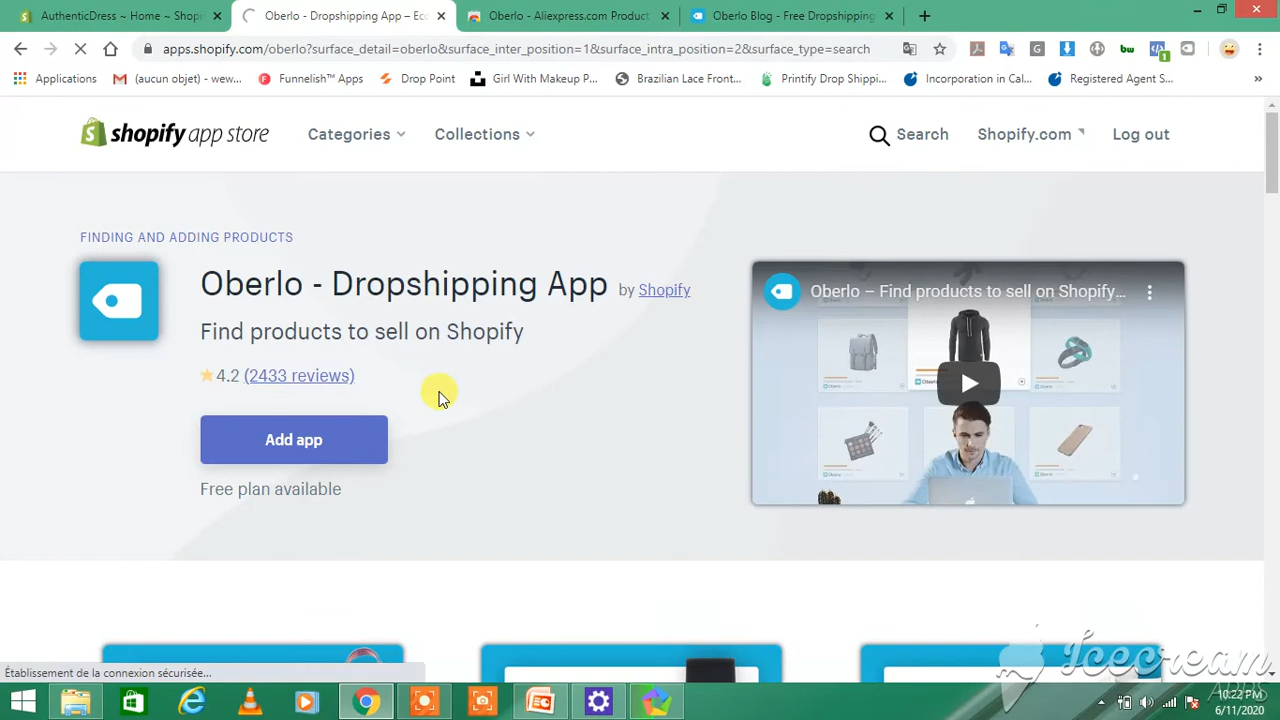 AuthenticDress ~ Home ~ Shopi
Oberlo - Dropshipping App – Eco
Oberlo - Aliexpress.com Product
Oberlo Blog - Free Dropshipping
apps.shopify.com/oberlo?surface_detail=oberlo&surface_inter_position=1&surface_intra_position=2&surface_type=search
Applications
(aucun objet) - wew...
Funnelish™ Apps
Drop Point
Girl With Makeup P...
Brazilian Lace Front...
Printify Drop Shippi...
Incorporation in Cal...
Registered Agent S...
shopify app store
Categories
Collections
Search
Shopify.com
Log out
FINDING AND ADDING PRODUCTS
Oberlo - Dropshipping App by Shopify
Find products to sell on Shopify
4.2 (2433 reviews)
Add app
Free plan available
Oberlo – Find products to sell on Shopify...
Établissement de la connexion sécurisée...
Icecream
APPS
10:22 PM
6/11/2020